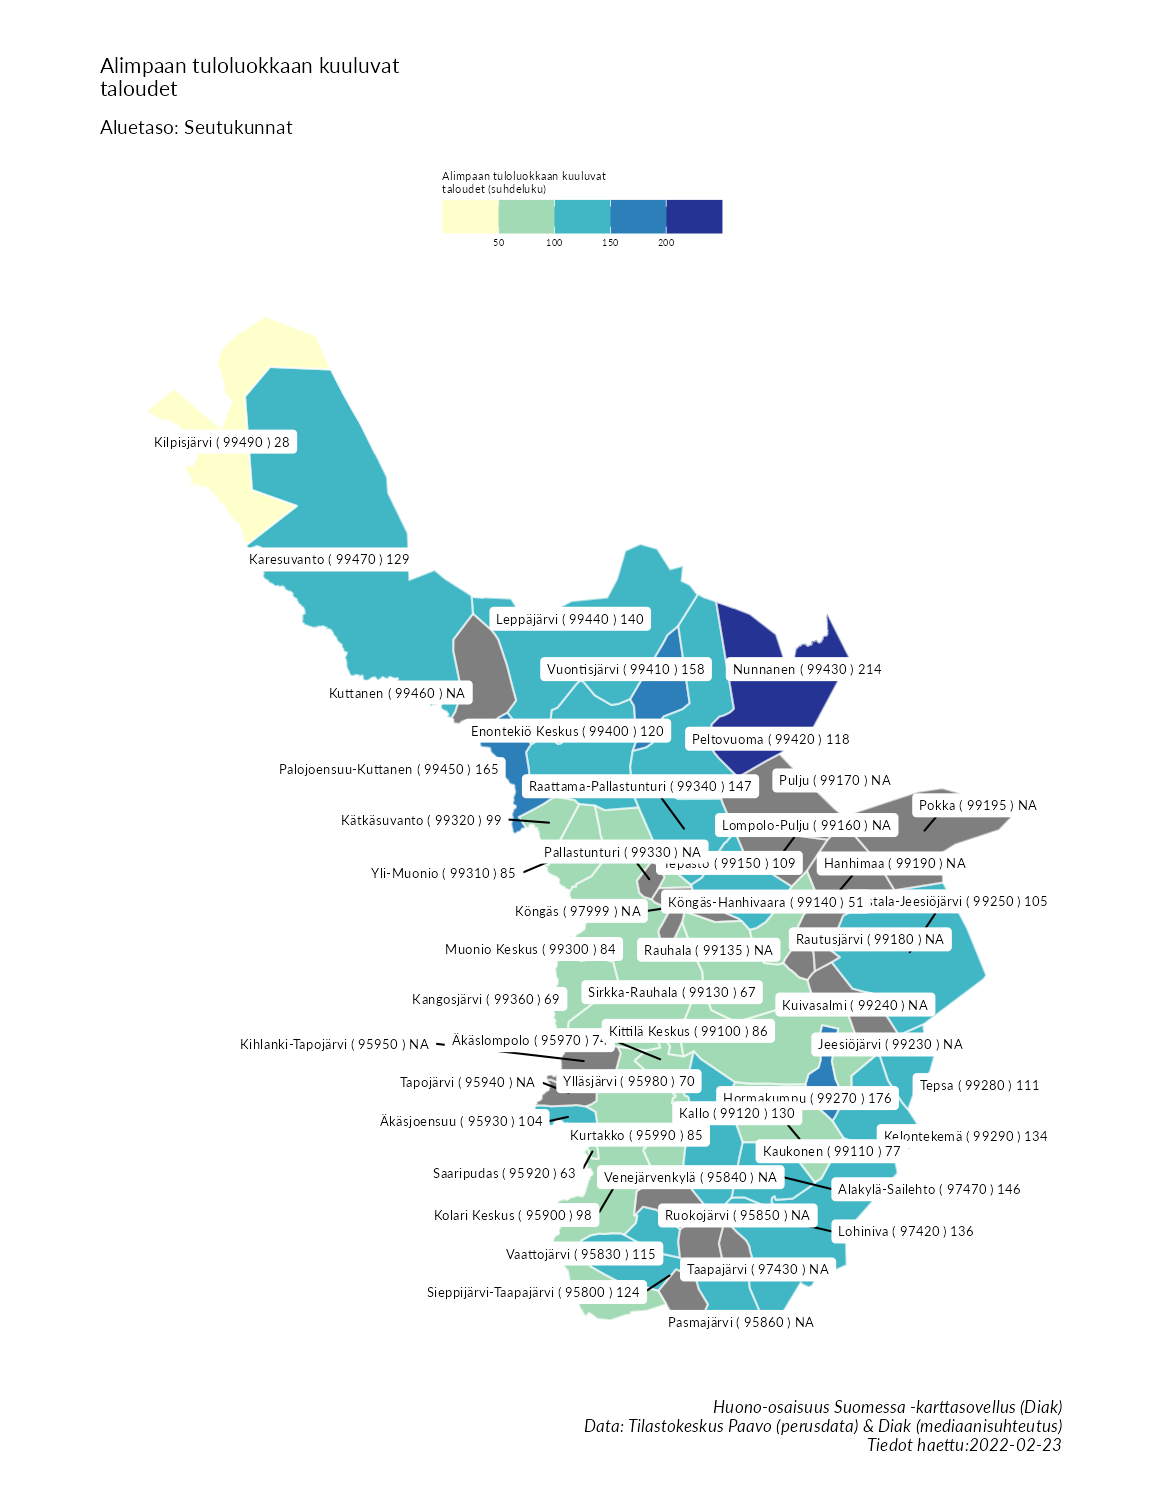 Alimpaan tuloluokkaan kuuluvat
taloudet
Aluetaso: Seutukunnat
Alimpaan tuloluokkaan kuuluvat
taloudet (suhdeluku)
50 100 150 200
Kilpisjärvi ( 99490 ) 28
Karesuvanto ( 99470 ) 129
Leppäjärvi ( 99440 ) 140
Vuontisjärvi ( 99410 ) 158
Nunnanen ( 99430 ) 214
Kuttanen ( 99460 ) NA
Enontekiö Keskus ( 99400 ) 120
Peltovuoma ( 99420 ) 118
Palojoensuu-Kuttanen ( 99450 ) 165
Raattama-Pallastunturi ( 99340 ) 147
Pulju ( 99170 ) NA
Pokka ( 99195 ) NA
Kätkäsuvanto ( 99320 ) 99
Lompolo-Pulju ( 99160 ) NA
Pallastunturi ( 99330 ) NA
( 99150 ) 109
Hanhimaa ( 99190 ) NA
Yli-Muonio ( 99310 ) 85
Köngäs-Hanhivaara ( 99140 ) 51
stala-Jeesiöjärvi ( 99250 ) 105
Köngäs ( 97999 ) NA
Rautusjärvi ( 99180 ) NA
Muonio Keskus ( 99300 ) 84
Rauhala ( 99135 ) NA
Sirkka-Rauhala ( 99130 ) 67
Kangosjärvi ( 99360 ) 69
Kuivasalmi ( 99240 ) NA
Kittilä Keskus ( 99100 ) 86
Äkäslompolo ( 95970 )
Kihlanki-Tapojärvi ( 95950 ) NA
Jeesiöjärvi ( 99230 ) NA
Tapojärvi ( 95940 ) NA
Ylläsjärvi ( 95980 ) 70
Tepsa ( 99280 ) 111
Hormakumpu ( 99270 ) 176
Kallo ( 99120 ) 130
Äkäsjoensuu ( 95930 ) 104
Kurtakko ( 95990 ) 85
Kelontekemä ( 99290 ) 134
Kaukonen ( 99110 ) 77
Saaripudas ( 95920 ) 63
Venejärvenkylä ( 95840 ) NA
Alakylä-Sailehto ( 97470 ) 146
Kolari Keskus ( 95900 ) 98
Ruokojärvi ( 95850 ) NA
Lohiniva ( 97420 ) 136
Vaattojärvi ( 95830 ) 115
Taapajärvi ( 97430 ) NA
Sieppijärvi-Taapajärvi ( 95800 ) 124
Pasmajärvi ( 95860 ) NA
Huono-osaisuus Suomessa -karttasovellus (Diak)
Data: Tilastokeskus Paavo (perusdata) & Diak (mediaanisuhteutus)
Tiedot haettu:2022-02-23